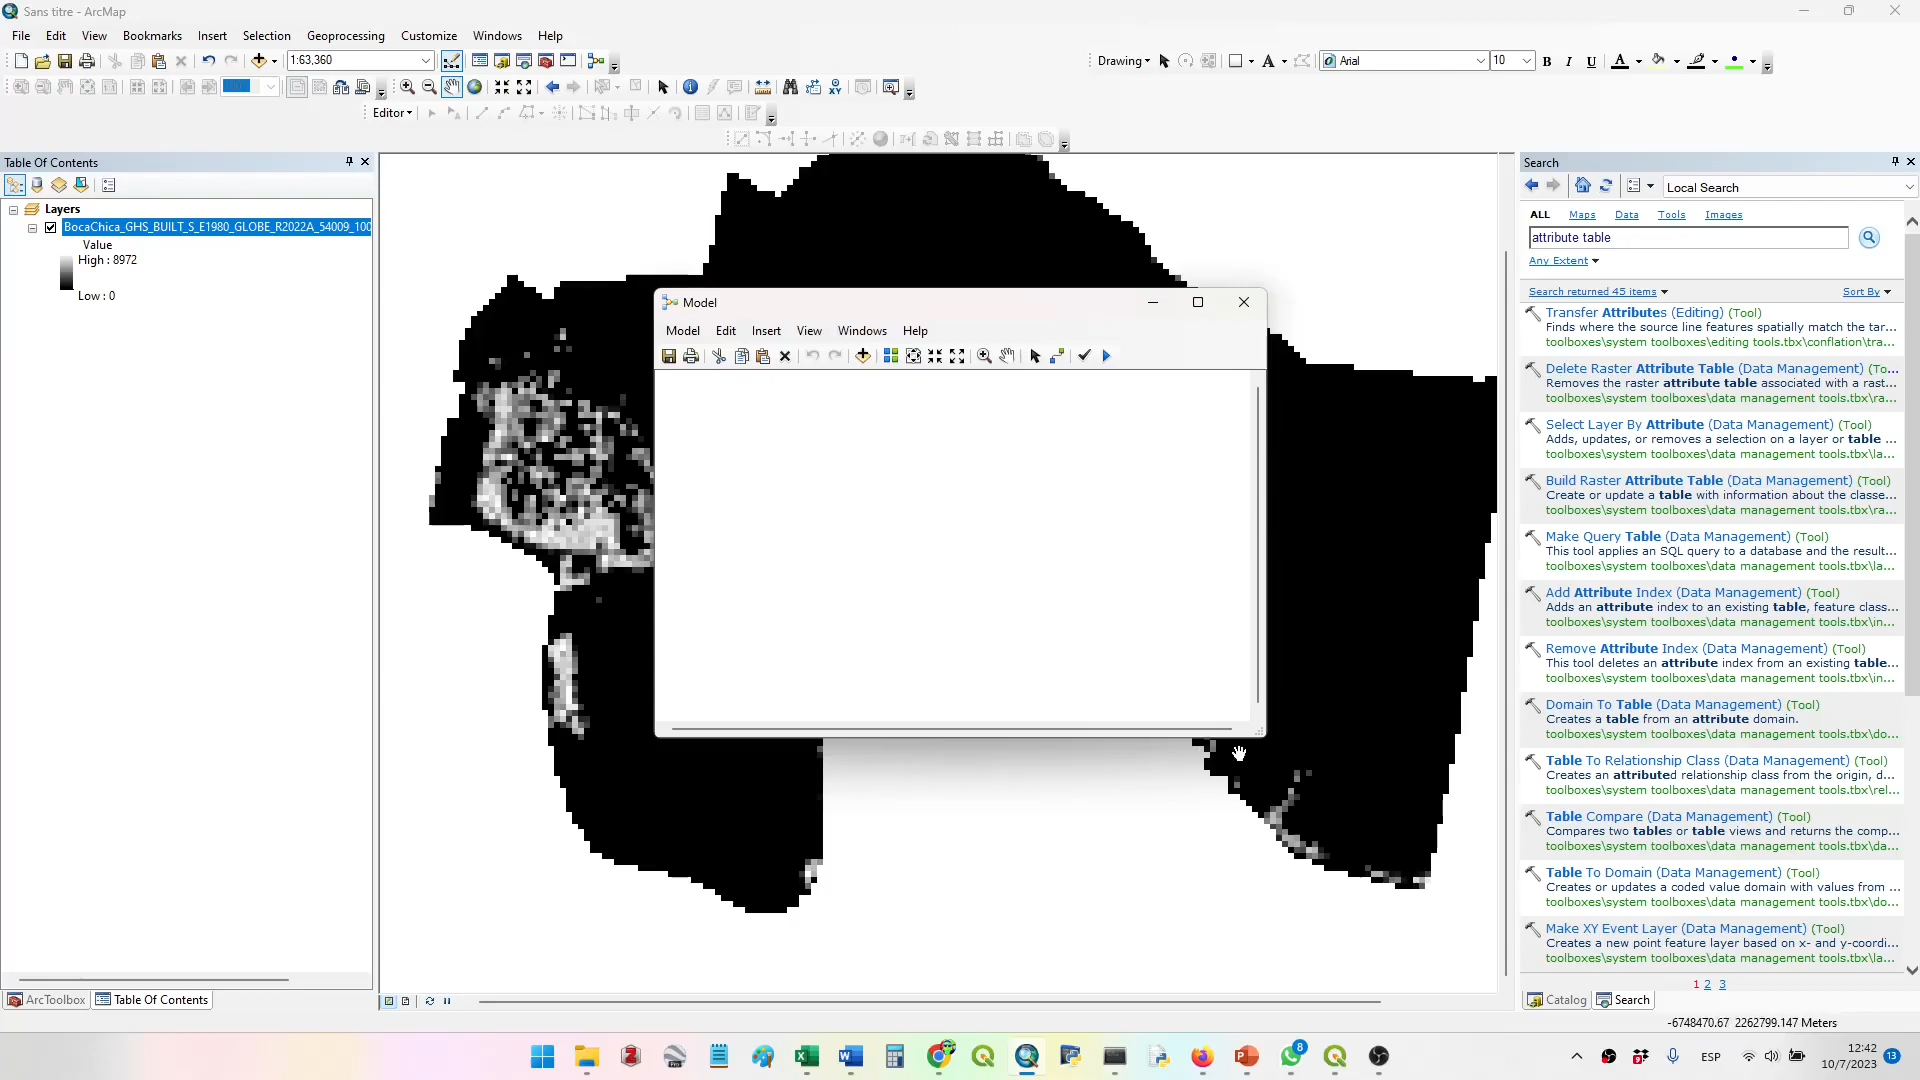 Sans titre - ArcMap
File Edit View Bookmarks Insert Selection Geoprocessing Customize Windows Help
1:63,360
Drawing
Arial
10
B I U A
Editor
Table Of Contents
Layers
BocaChica_GHS_BUILT_S_E1980_GLOBE_R2022A_54009_100
Value
High : 8972
Low : 0
ArcToolbox
Table Of Contents
Model
Model Edit Insert View Windows Help
Search
Local Search
ALL Maps Data Tools Images
attribute table
Any Extent
Search returned 45 items
Sort By
Transfer Attributes (Editing) (Tool)
Finds where the source line features spatially match the tar...
toolboxes\system toolboxes\editing tools.tbx\conflation\tra...
Delete Raster Attribute Table (Data Management) (To...
Removes the raster attribute table associated with a rast...
toolboxes\system toolboxes\data management tools.tbx\ra...
Select Layer By Attribute (Data Management) (Tool)
Adds, updates, or removes a selection on a layer or table ...
toolboxes\system toolboxes\data management tools.tbx\la...
Build Raster Attribute Table (Data Management) (Tool)
Create or update a table with information about the classe...
toolboxes\system toolboxes\data management tools.tbx\ra...
Make Query Table (Data Management) (Tool)
This tool applies an SQL query to a database and the result...
toolboxes\system toolboxes\data management tools.tbx\la...
Add Attribute Index (Data Management) (Tool)
Adds an attribute index to an existing table, feature class...
toolboxes\system toolboxes\data management tools.tbx\in...
Remove Attribute Index (Data Management) (Tool)
This tool deletes an attribute index from an existing table...
toolboxes\system toolboxes\data management tools.tbx\in...
Domain To Table (Data Management) (Tool)
Creates a table from an attribute domain.
toolboxes\system toolboxes\data management tools.tbx\do...
Table To Relationship Class (Data Management) (Tool)
Creates an attributed relationship class from the origin, d...
toolboxes\system toolboxes\data management tools.tbx\rel...
Table Compare (Data Management) (Tool)
Compares two tables or table views and returns the comp...
toolboxes\system toolboxes\data management tools.tbx\da...
Table To Domain (Data Management) (Tool)
Creates or updates a coded value domain with values from ...
toolboxes\system toolboxes\data management tools.tbx\do...
Make XY Event Layer (Data Management) (Tool)
Creates a new point feature layer based on x- and y-coordi...
toolboxes\system toolboxes\data management tools.tbx\la...
1 2 3
Catalog
Search
-6748470.67 2262799.147 Meters
8
ESP
12:42
10/7/2023
13